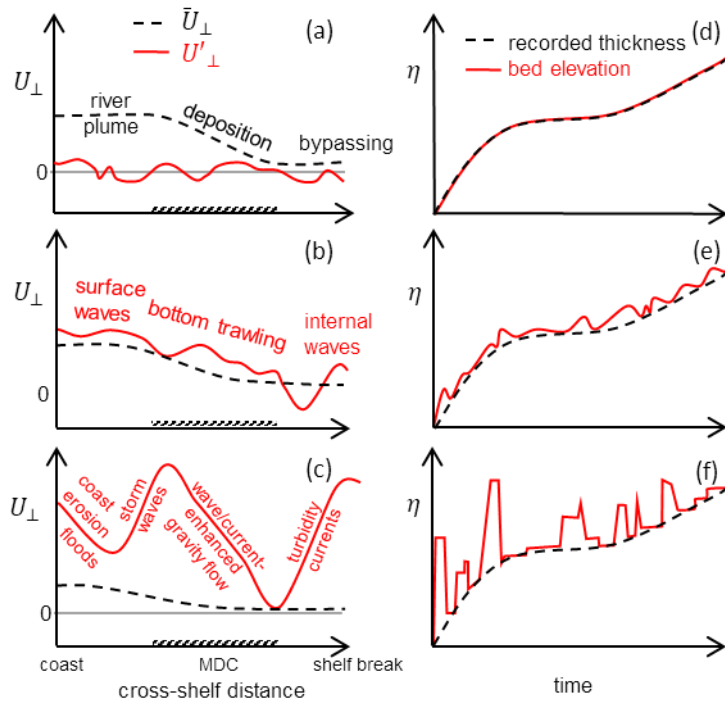 Ū⊥
U'⊥
(a)
U⊥
river
plume
deposition
bypassing
0
(d)
recorded thickness
bed elevation
η
(b)
U⊥
surface
waves
bottom trawling
internal
waves
0
(e)
η
(c)
U⊥
coast
erosion
floods
storm
waves
wave/current-
enhanced
gravity flow
turbidity
currents
0
coast
MDC
shelf break
cross-shelf distance
(f)
η
time